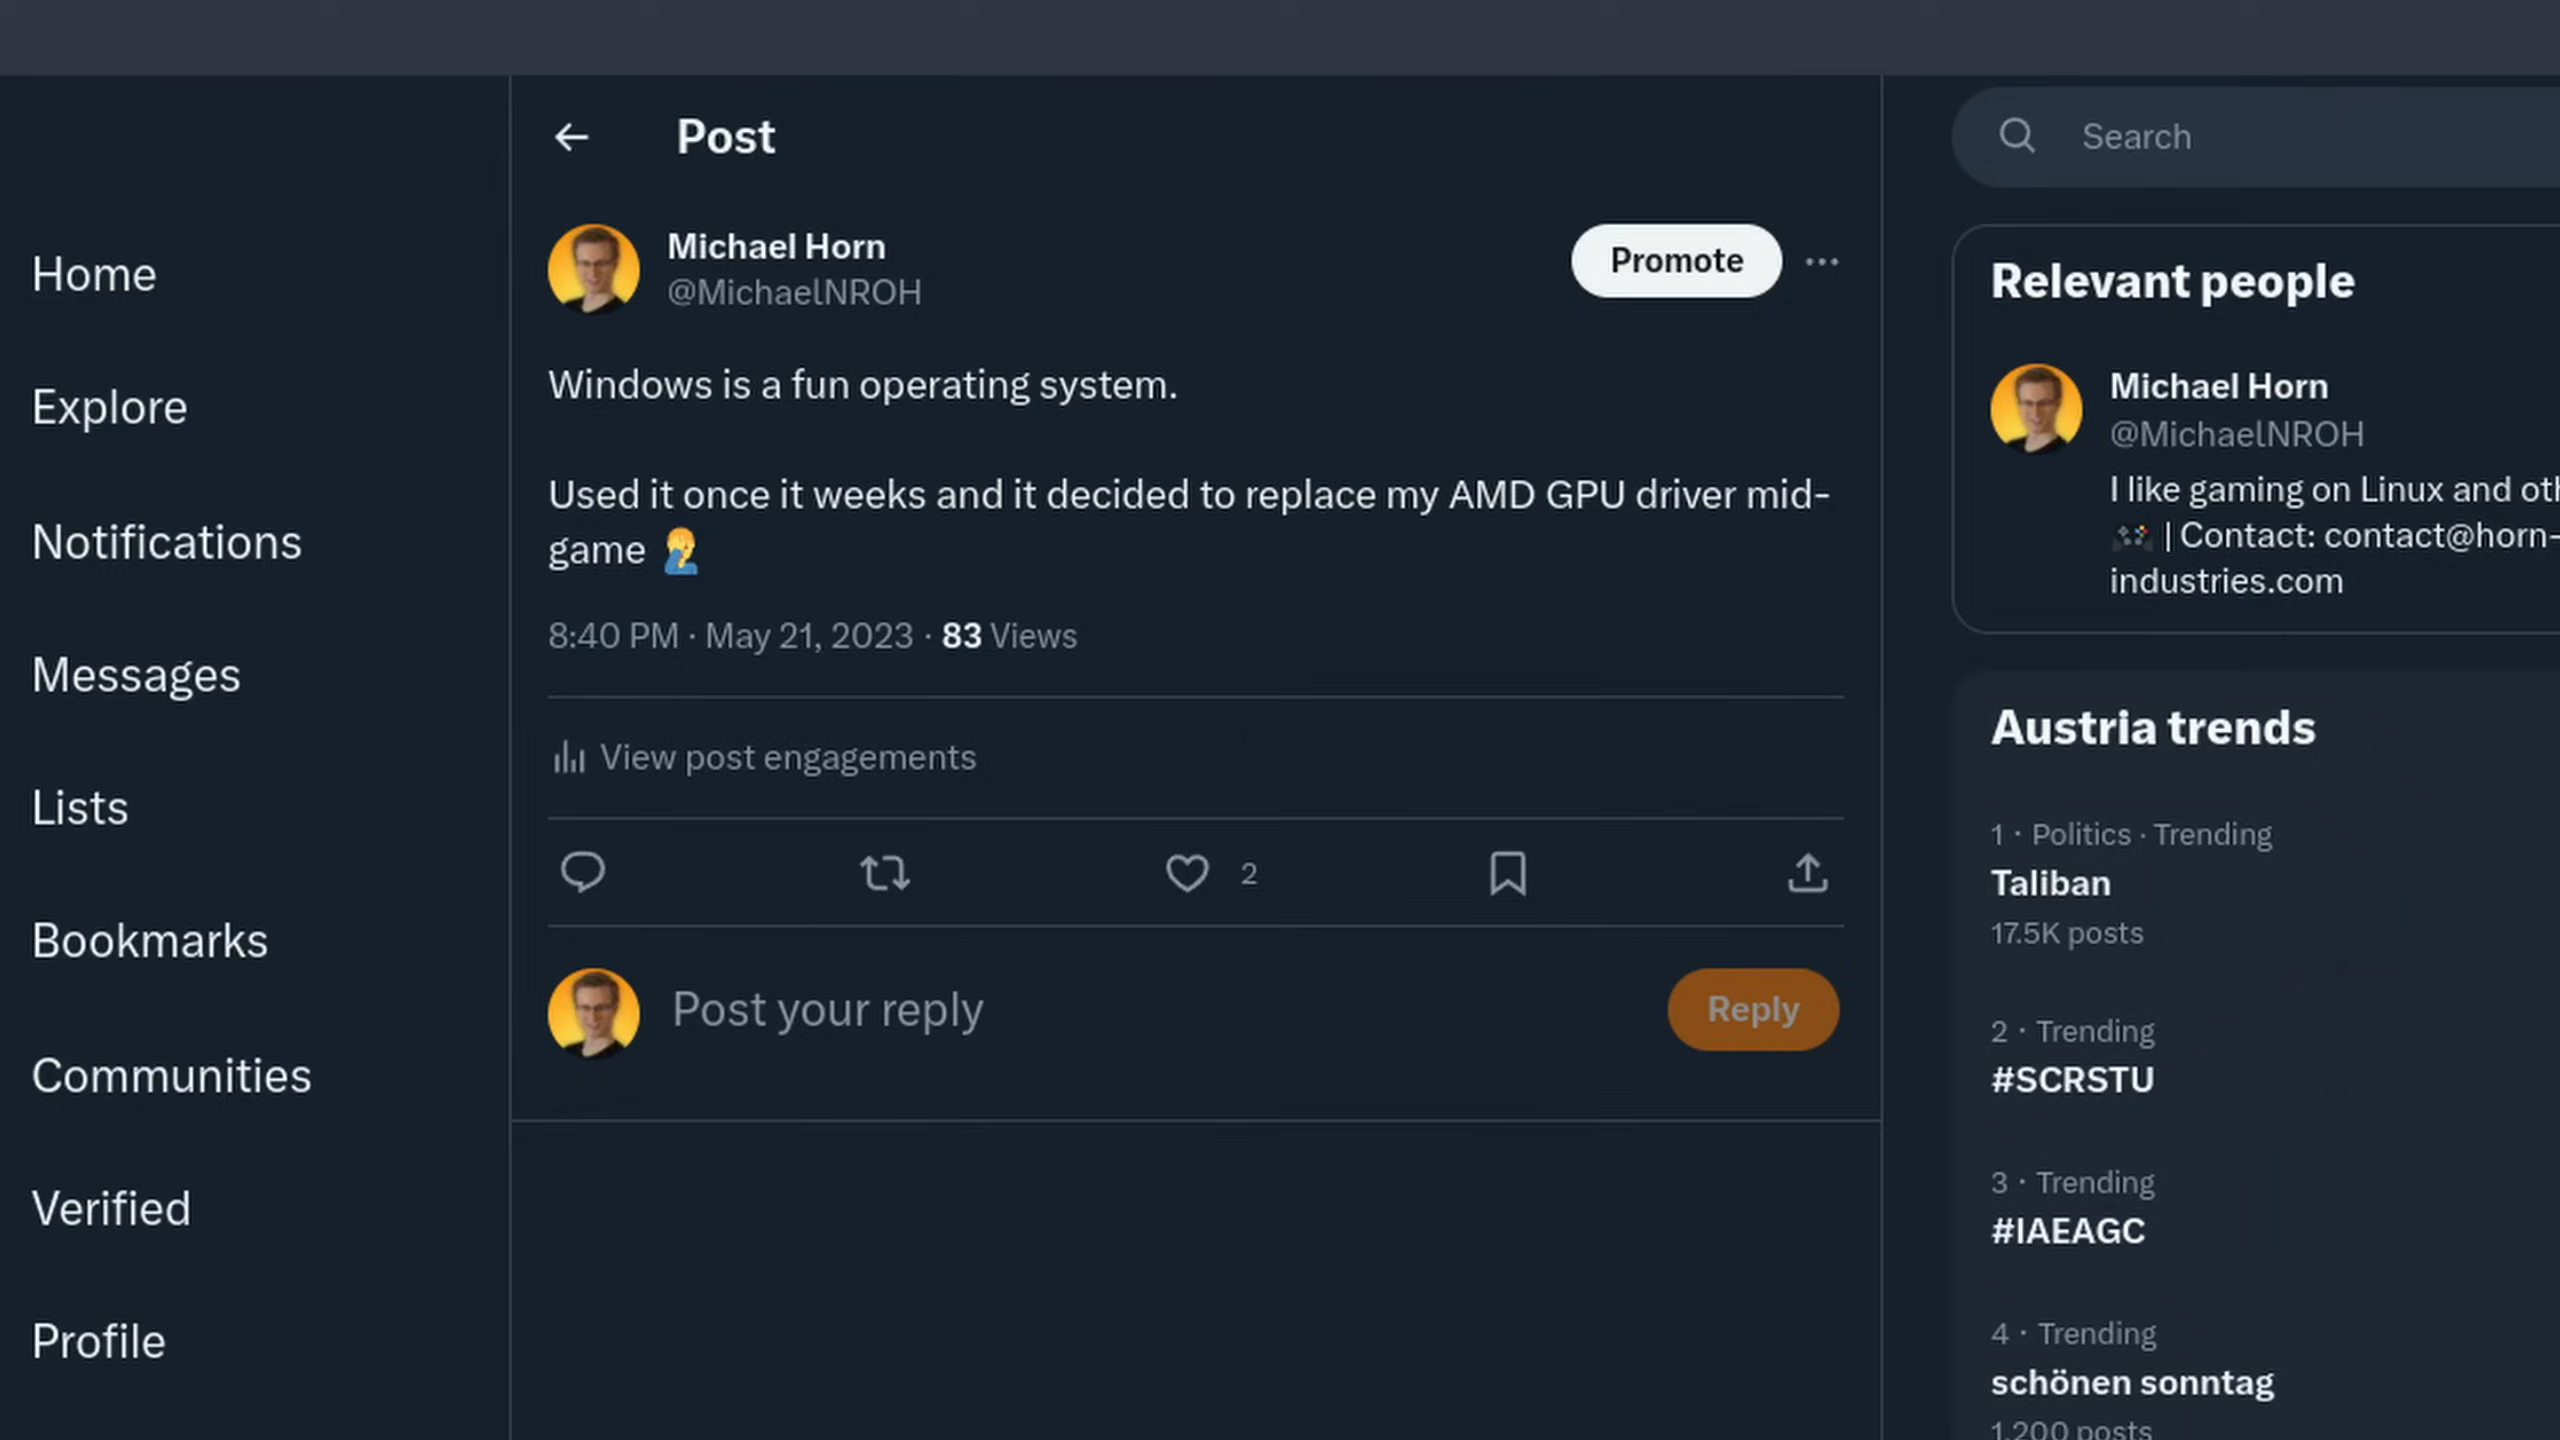 Home
Explore
Notifications
Messages
Lists
Bookmarks
Communities
Verified
Profile
Post
Michael Horn
@MichaelNROH
Promote
Windows is a fun operating system.
Used it once it weeks and it decided to replace my AMD GPU driver mid-
game 🤦‍♂️
8:40 PM · May 21, 2023 · 83 Views
View post engagements
2
Post your reply
Reply
Search
Relevant people
Michael Horn
@MichaelNROH
I like gaming on Linux and
🎮 | Contact: contact@horn-
industries.com
Austria trends
1 · Politics · Trending
Taliban
17.5K posts
2 · Trending
#SCRSTU
3 · Trending
#IAEAGC
4 · Trending
schönen sonntag
1,200 posts